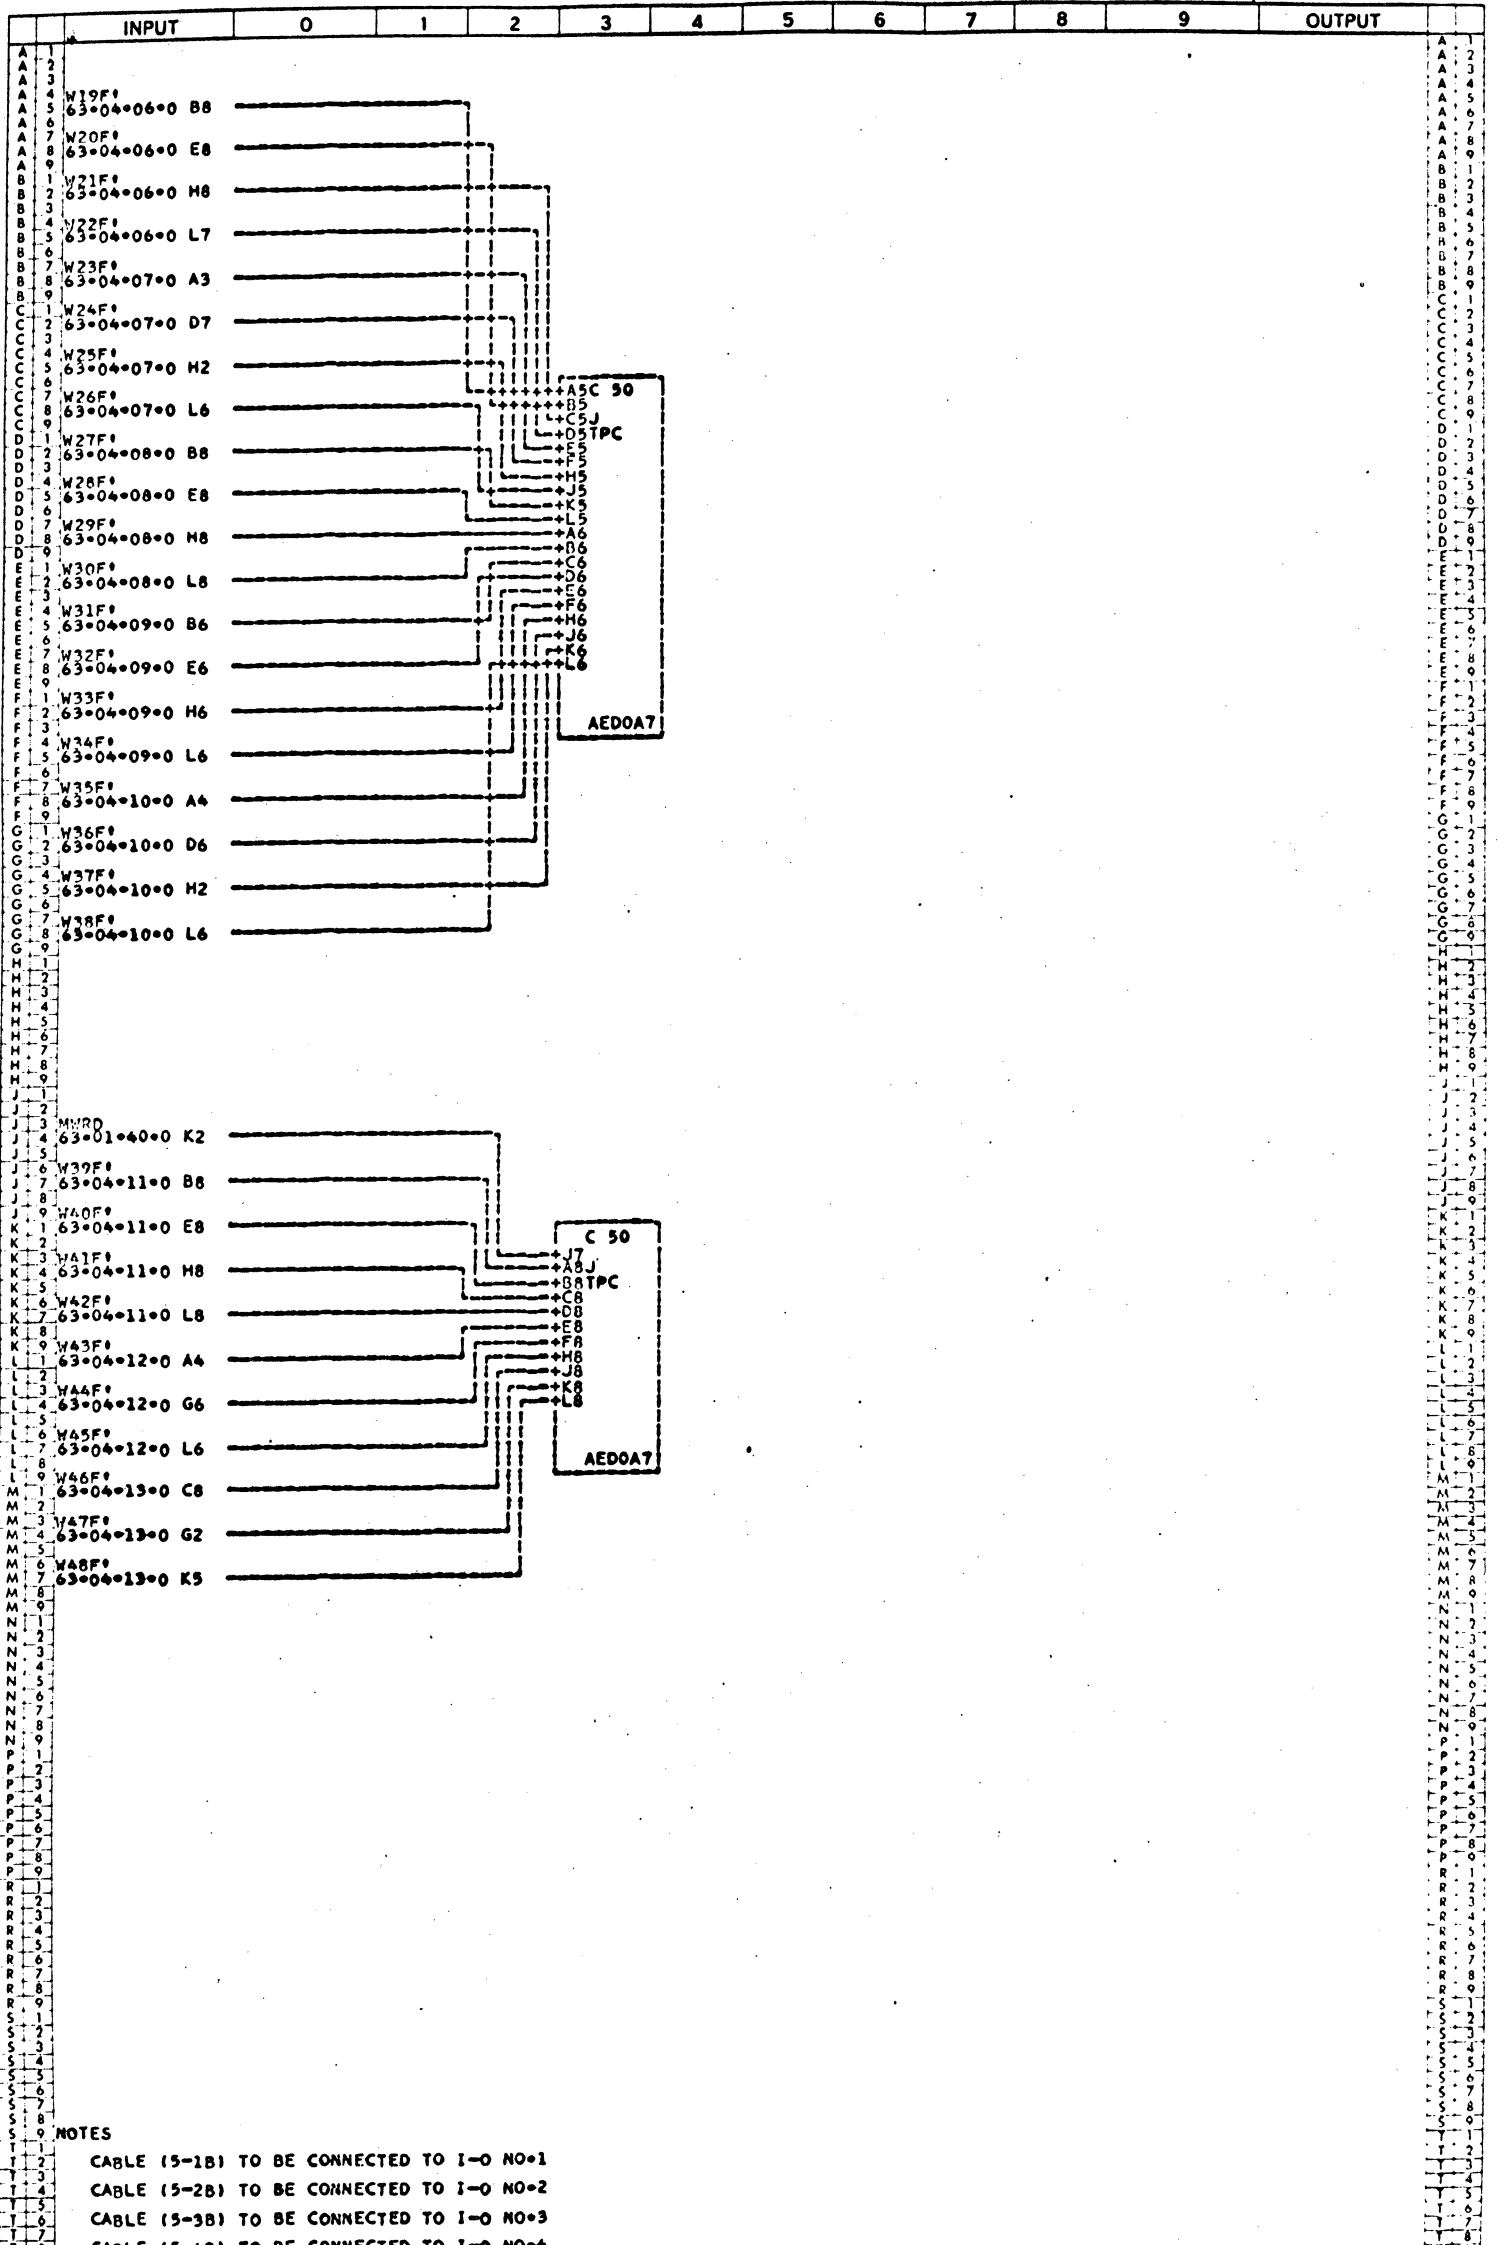 INPUT 0 1 2 3 4 5 6 7 8 9 OUTPUT
W19F'
63•04•06•0 B8
W20F'
63•04•06•0 E8
W21F'
63•04•06•0 H8
W22F'
63•04•06•0 L7
W23F'
63•04•07•0 A3
W24F'
63•04•07•0 D7
W25F'
63•04•07•0 H2
W26F'
63•04•07•0 L6
W27F'
63•04•08•0 B8
W28F'
63•04•08•0 E8
W29F'
63•04•08•0 H8
W30F'
63•04•08•0 L8
W31F'
63•04•09•0 B6
W32F'
63•04•09•0 E6
W33F'
63•04•09•0 H6
W34F'
63•04•09•0 L6
W35F'
63•04•10•0 A4
W36F'
63•04•10•0 D6
W37F'
63•04•10•0 H2
W38F'
63•04•10•0 L6
+A5C 50
+B5
+C5J
+D5TPC
+E5
+F5
+H5
+J5
+K5
+L5
+A6
+B6
+C6
+D6
+E6
+F6
+H6
+J6
+K6
+L6
AEDOA7
MWRD
63•01•40•0 K2
W39F'
63•04•11•0 B8
W40F'
63•04•11•0 E8
W41F'
63•04•11•0 H8
W42F'
63•04•11•0 L8
W43F'
63•04•12•0 A4
W44F'
63•04•12•0 G6
W45F'
63•04•12•0 L6
W46F'
63•04•13•0 C8
W47F'
63•04•13•0 G2
W48F'
63•04•13•0 K5
C 50
+J7
+A8J
+B8TPC
+C8
+D8
+E8
+F8
+H8
+J8
+K8
+L8
AEDOA7
NOTES
CABLE (5-1B) TO BE CONNECTED TO I-O NO•1
CABLE (5-2B) TO BE CONNECTED TO I-O NO•2
CABLE (5-3B) TO BE CONNECTED TO I-O NO•3